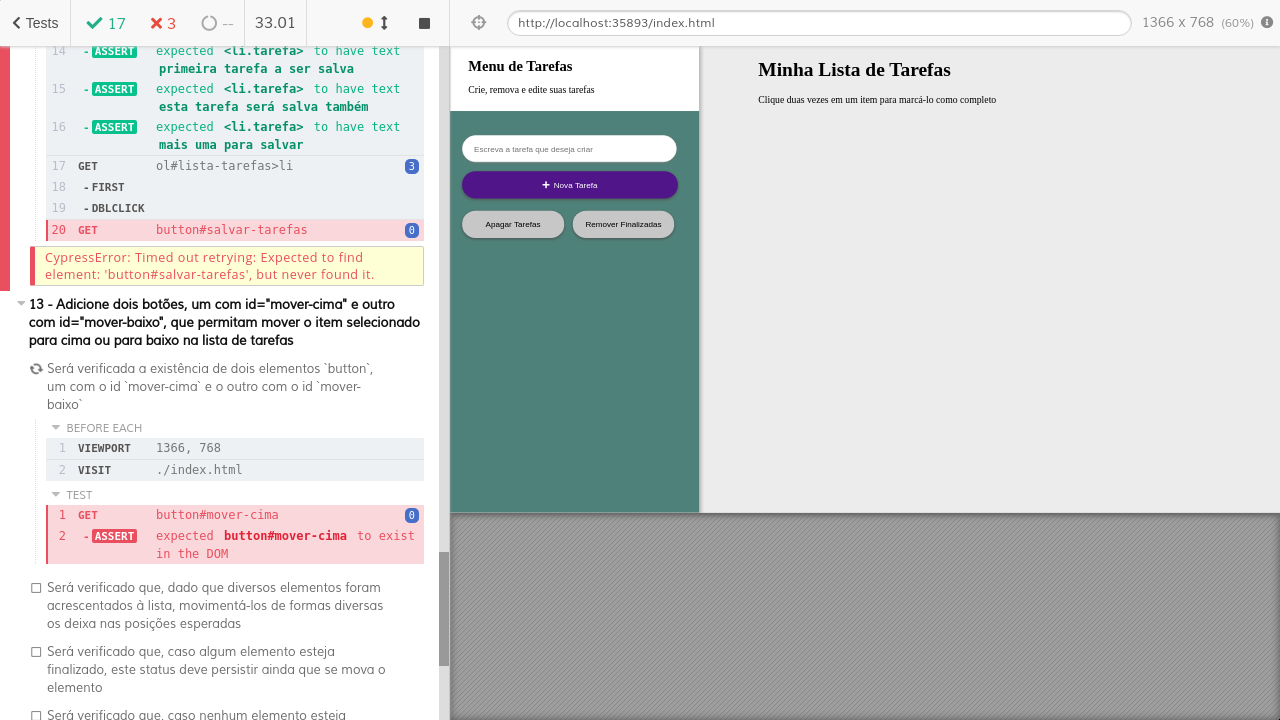 Tests
17
3
--
33.01
http://localhost:35893/index.html
1366 x 768 (60%)
14 -ASSERT expected <li.tarefa> to have text
primeira tarefa a ser salva
15 -ASSERT expected <li.tarefa> to have text
esta tarefa será salva também
16 -ASSERT expected <li.tarefa> to have text
mais uma para salvar
17 GET ol#lista-tarefas>li 3
18 -FIRST
19 -DBLCLICK
20 GET button#salvar-tarefas 0
CypressError: Timed out retrying: Expected to find
element: 'button#salvar-tarefas', but never found it.
13 - Adicione dois botões, um com id="mover-cima" e outro
com id="mover-baixo", que permitam mover o item selecionado
para cima ou para baixo na lista de tarefas
Será verificada a existência de dois elementos `button`,
um com o id `mover-cima` e o outro com o id `mover-
baixo`
BEFORE EACH
1 VIEWPORT 1366, 768
2 VISIT ./index.html
TEST
1 GET button#mover-cima 0
2 -ASSERT expected button#mover-cima to exist
in the DOM
Será verificado que, dado que diversos elementos foram
acrescentados à lista, movimentá-los de formas diversas
os deixa nas posições esperadas
Será verificado que, caso algum elemento esteja
finalizado, este status deve persistir ainda que se mova o
elemento
Será verificado que, caso nenhum elemento esteja
Menu de Tarefas
Crie, remova e edite suas tarefas
Escreva a tarefa que deseja criar
+ Nova Tarefa
Apagar Tarefas
Remover Finalizadas
Minha Lista de Tarefas
Clique duas vezes em um item para marcá-lo como completo